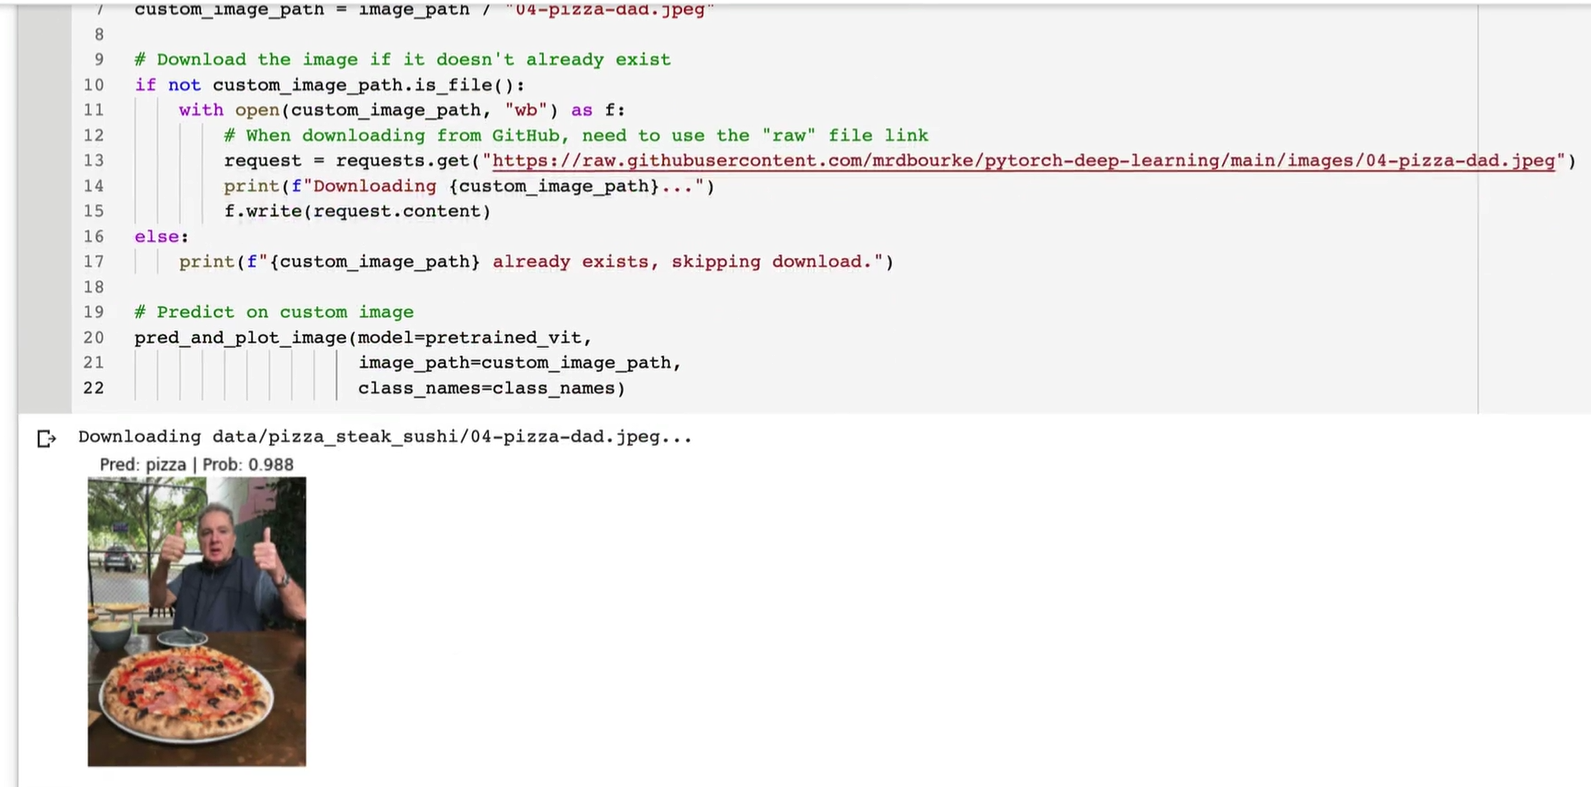 7 custom_image_path = image_path / "04-pizza-dad.jpeg"
8
9 # Download the image if it doesn't already exist
10 if not custom_image_path.is_file():
11 with open(custom_image_path, "wb") as f:
12 # When downloading from GitHub, need to use the "raw" file link
13 request = requests.get("https://raw.githubusercontent.com/mrdbourke/pytorch-deep-learning/main/images/04-pizza-dad.jpeg")
14 print(f"Downloading {custom_image_path}...")
15 f.write(request.content)
16 else:
17 print(f"{custom_image_path} already exists, skipping download.")
18
19 # Predict on custom image
20 pred_and_plot_image(model=pretrained_vit,
21 image_path=custom_image_path,
22 class_names=class_names)
Downloading data/pizza_steak_sushi/04-pizza-dad.jpeg...
Pred: pizza | Prob: 0.988